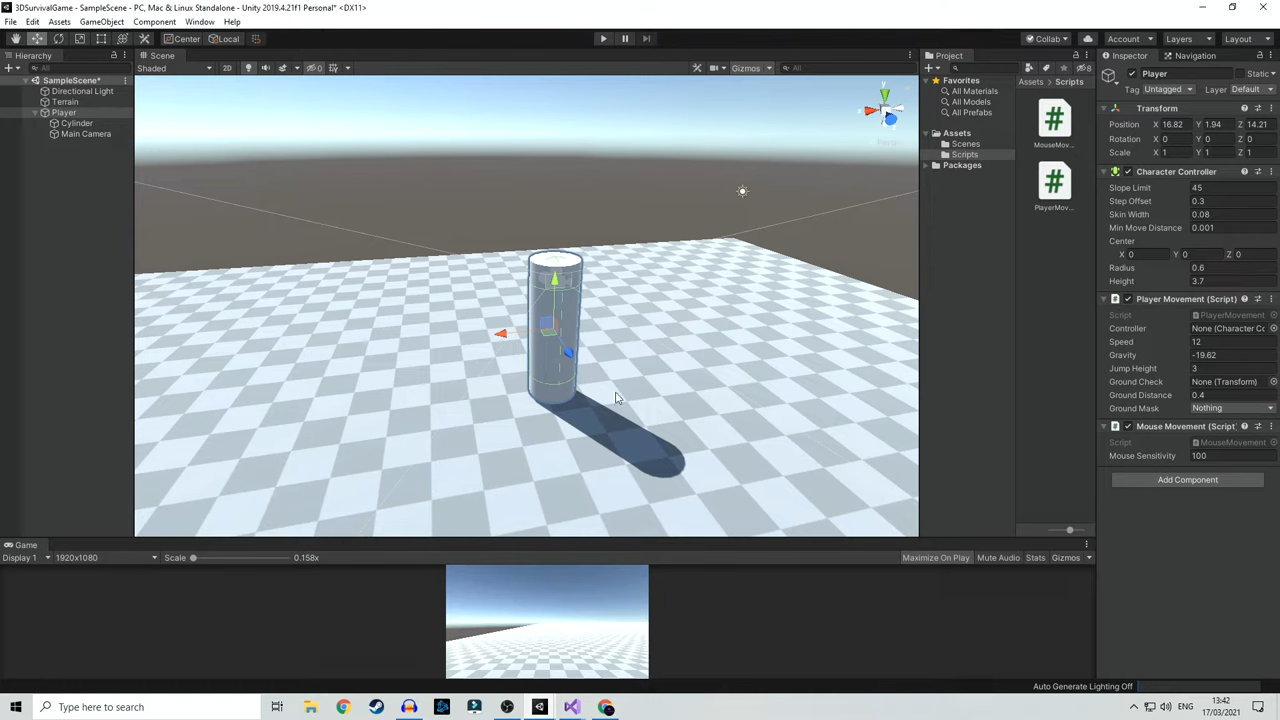 3DSurvivalGame - SampleScene - PC, Mac & Linux Standalone - Unity 2019.4.21f1 Personal* <DX11>
File Edit Assets GameObject Component Window Help
Center Local Collab Account Layers Layout
Hierarchy
All
SampleScene*
Directional Light
Terrain
Player
Cylinder
Main Camera
Scene
Shaded 2D 0 Gizmos All
y
Project
8
Favorites
All Materials
All Models
All Prefabs
Assets
Scenes
Scripts
Packages
Assets Scripts
MouseMov...
PlayerMov...
Inspector Navigation
Player Static
Tag Untagged Layer Default
Transform
Position X 16.82 Y 1.94 Z 14.21
Rotation X 0 Y 0 Z 0
Scale X 1 Y 1 Z 1
Character Controller
Slope Limit 45
Step Offset 0.3
Skin Width 0.08
Min Move Distance 0.001
Center
X 0 Y 0 Z 0
Radius 0.6
Height 3.7
Player Movement (Script)
Script PlayerMovement
Controller None (Character Co
Speed 12
Gravity -19.62
Jump Height 3
Ground Check None (Transform)
Ground Distance 0.4
Ground Mask Nothing
Mouse Movement (Script)
Script MouseMovement
Mouse Sensitivity 100
Add Component
Game
Display 1 1920x1080 Scale 0.158x Maximize On Play Mute Audio Stats Gizmos
Auto Generate Lighting Off
Type here to search
ENG
13:42
17/03/2021